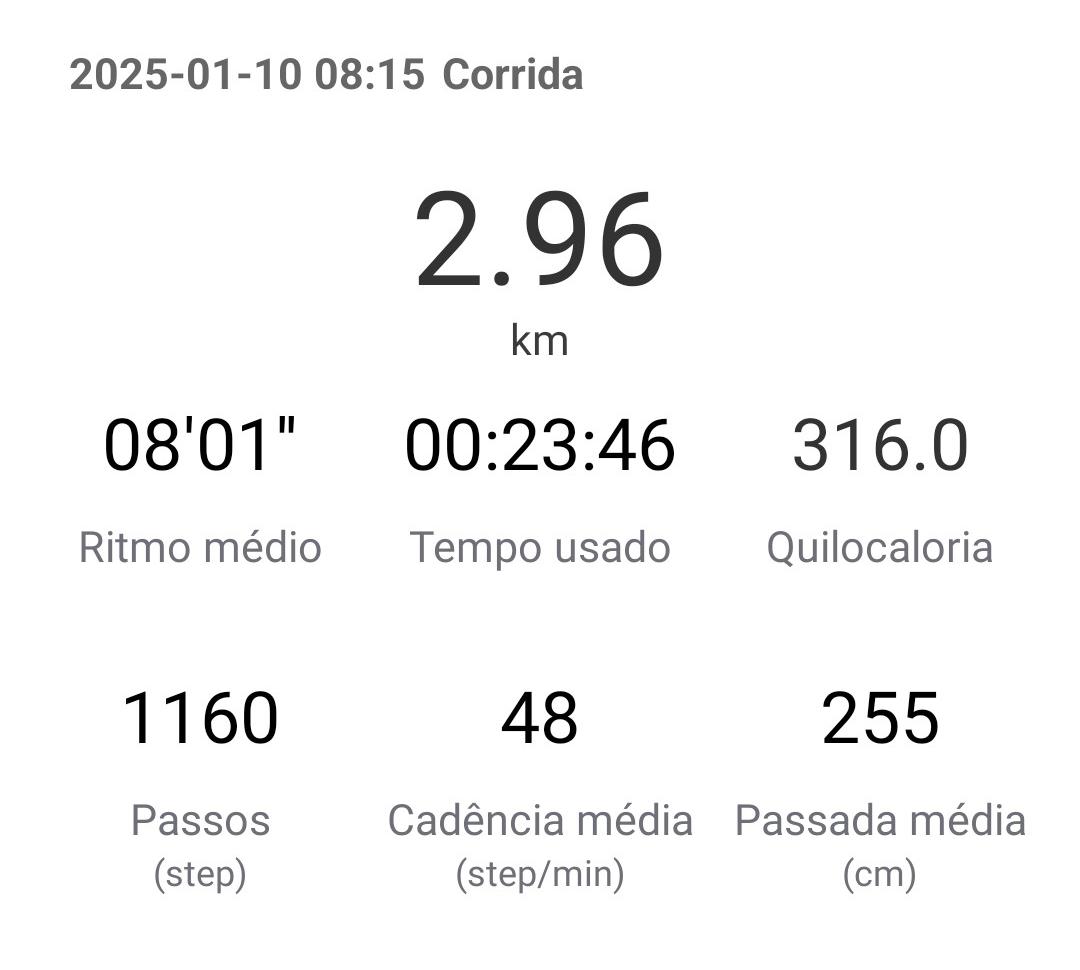 2025-01-10 08:15 Corrida
2.96
km
08'01" 00:23:46 316.0
Ritmo médio Tempo usado Quilocaloria
1160 48 255
Passos Cadência média Passada média
(step) (step/min) (cm)